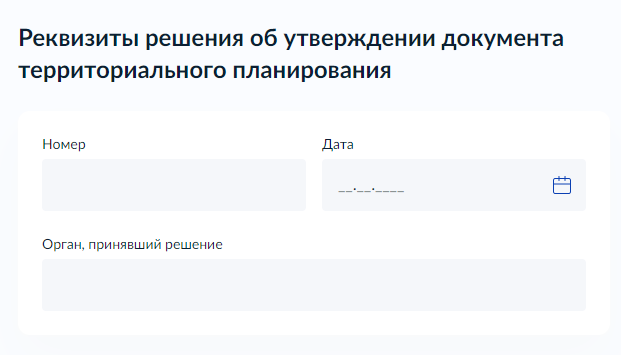 Реквизиты решения об утверждении документа
территориального планирования
Номер
Дата
__.__.____
Орган, принявший решение